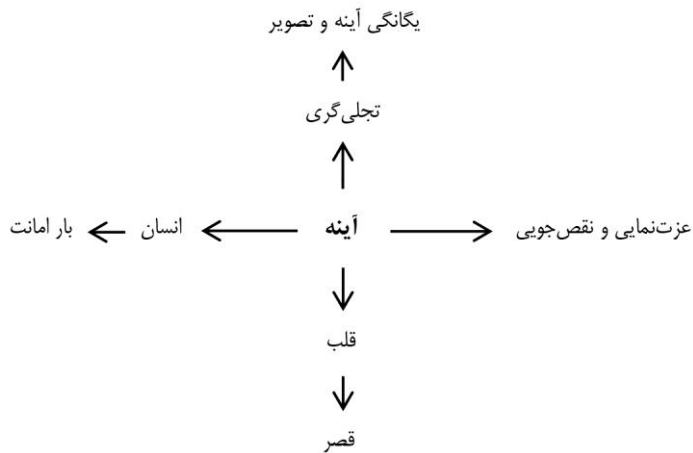 یگانگی آینه و تصویر
تجلی‌گری
عزت‌نمایی و نقص‌جویی
آینه
انسان
بار امانت
قلب
قصر